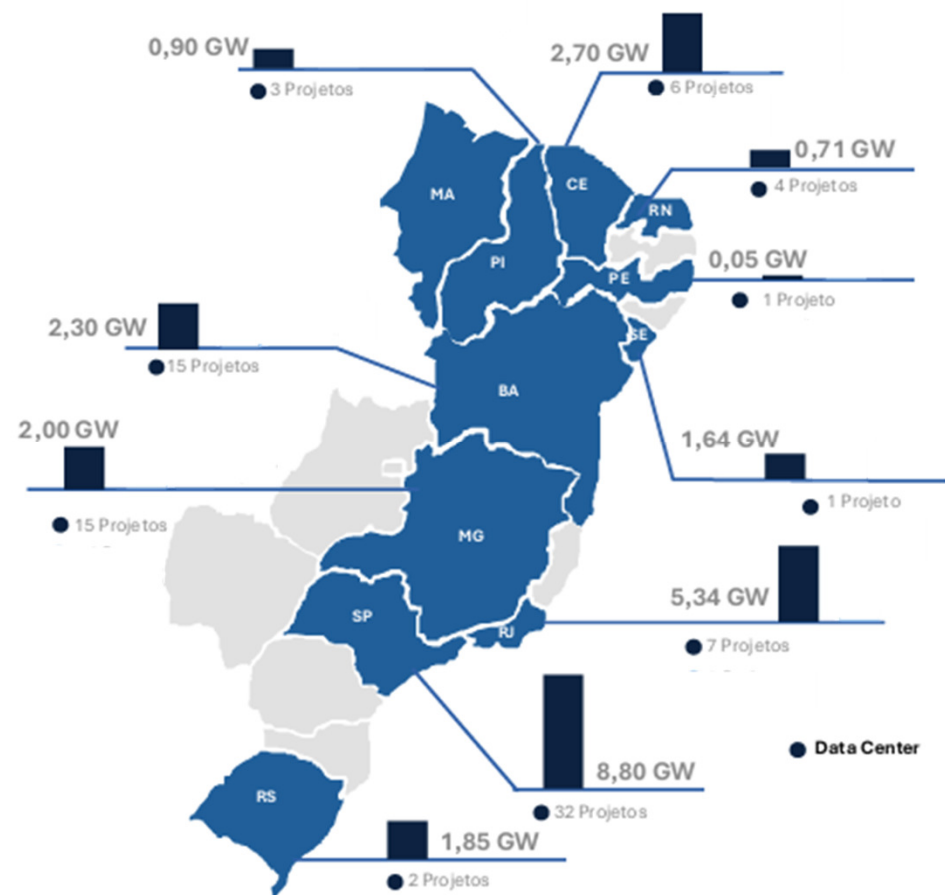 0,90 GW
3 Projetos
2,70 GW
6 Projetos
0,71 GW
4 Projetos
MA
CE
RN
PI
PE
0,05 GW
1 Projeto
2,30 GW
15 Projetos
SE
BA
2,00 GW
15 Projetos
1,64 GW
1 Projeto
MG
5,34 GW
7 Projetos
SP
RJ
Data Center
8,80 GW
32 Projetos
RS
1,85 GW
2 Projetos